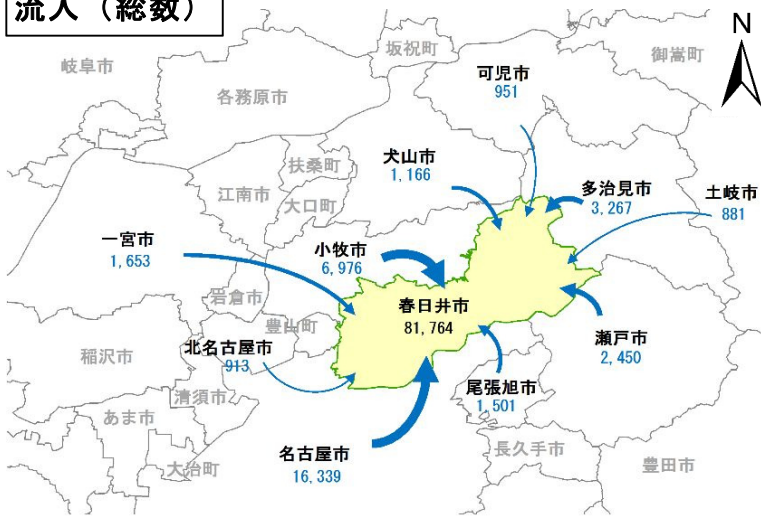 流入（総数）
N
坂祝町
御嵩町
岐阜市
可児市
951
各務原市
犬山市
1,166
扶桑町
多治見市
3,267
土岐市
881
江南市
大口町
一宮市
1,653
小牧市
6,976
岩倉市
春日井市
81,764
豊山町
瀬戸市
2,450
北名古屋市
913
稲沢市
尾張旭市
1,501
清須市
あま市
名古屋市
16,339
長久手市
大治町
豊田市